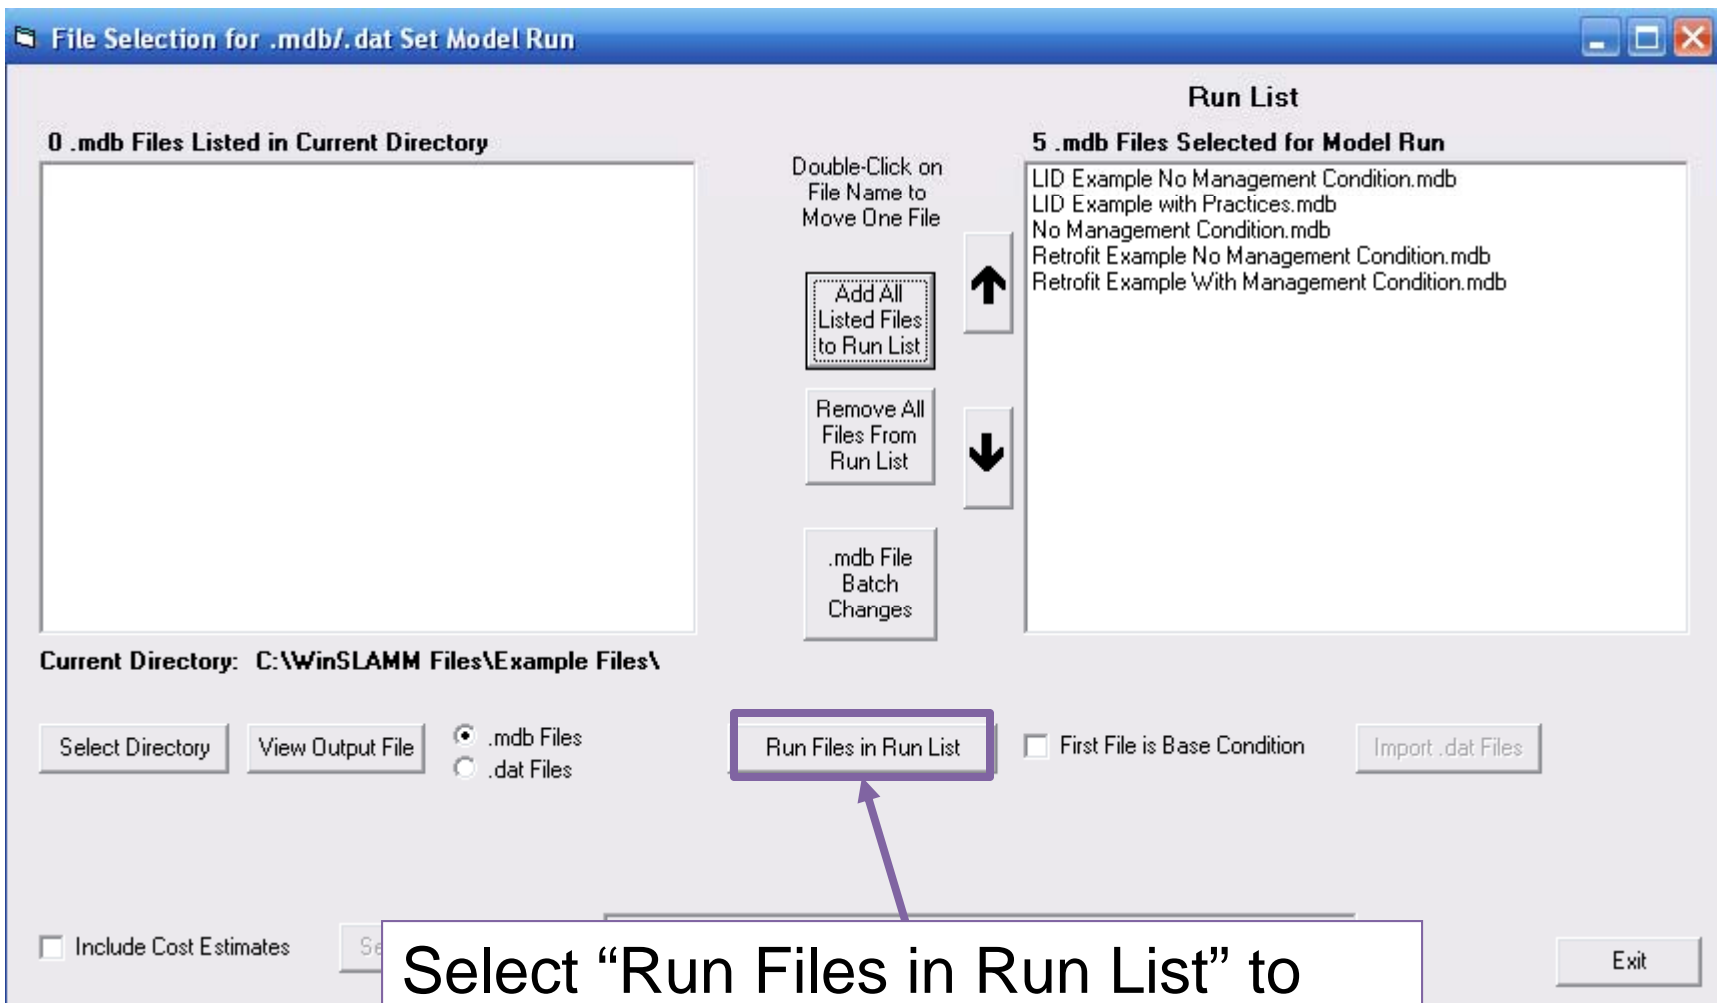 File Selection for .mdb/.dat Set Model Run
Run List
0 .mdb Files Listed in Current Directory
5 .mdb Files Selected for Model Run
Double-Click on
File Name to
Move One File
LID Example No Management Condition.mdb
LID Example with Practices.mdb
No Management Condition.mdb
Retrofit Example No Management Condition.mdb
Retrofit Example With Management Condition.mdb
Add All
Listed Files
to Run List
Remove All
Files From
Run List
.mdb File
Batch
Changes
Current Directory: C:\WinSLAMM Files\Example Files\
Select Directory
View Output File
.mdb Files
.dat Files
Run Files in Run List
First File is Base Condition
Import .dat Files
Include Cost Estimates
Select “Run Files in Run List” to
Exit